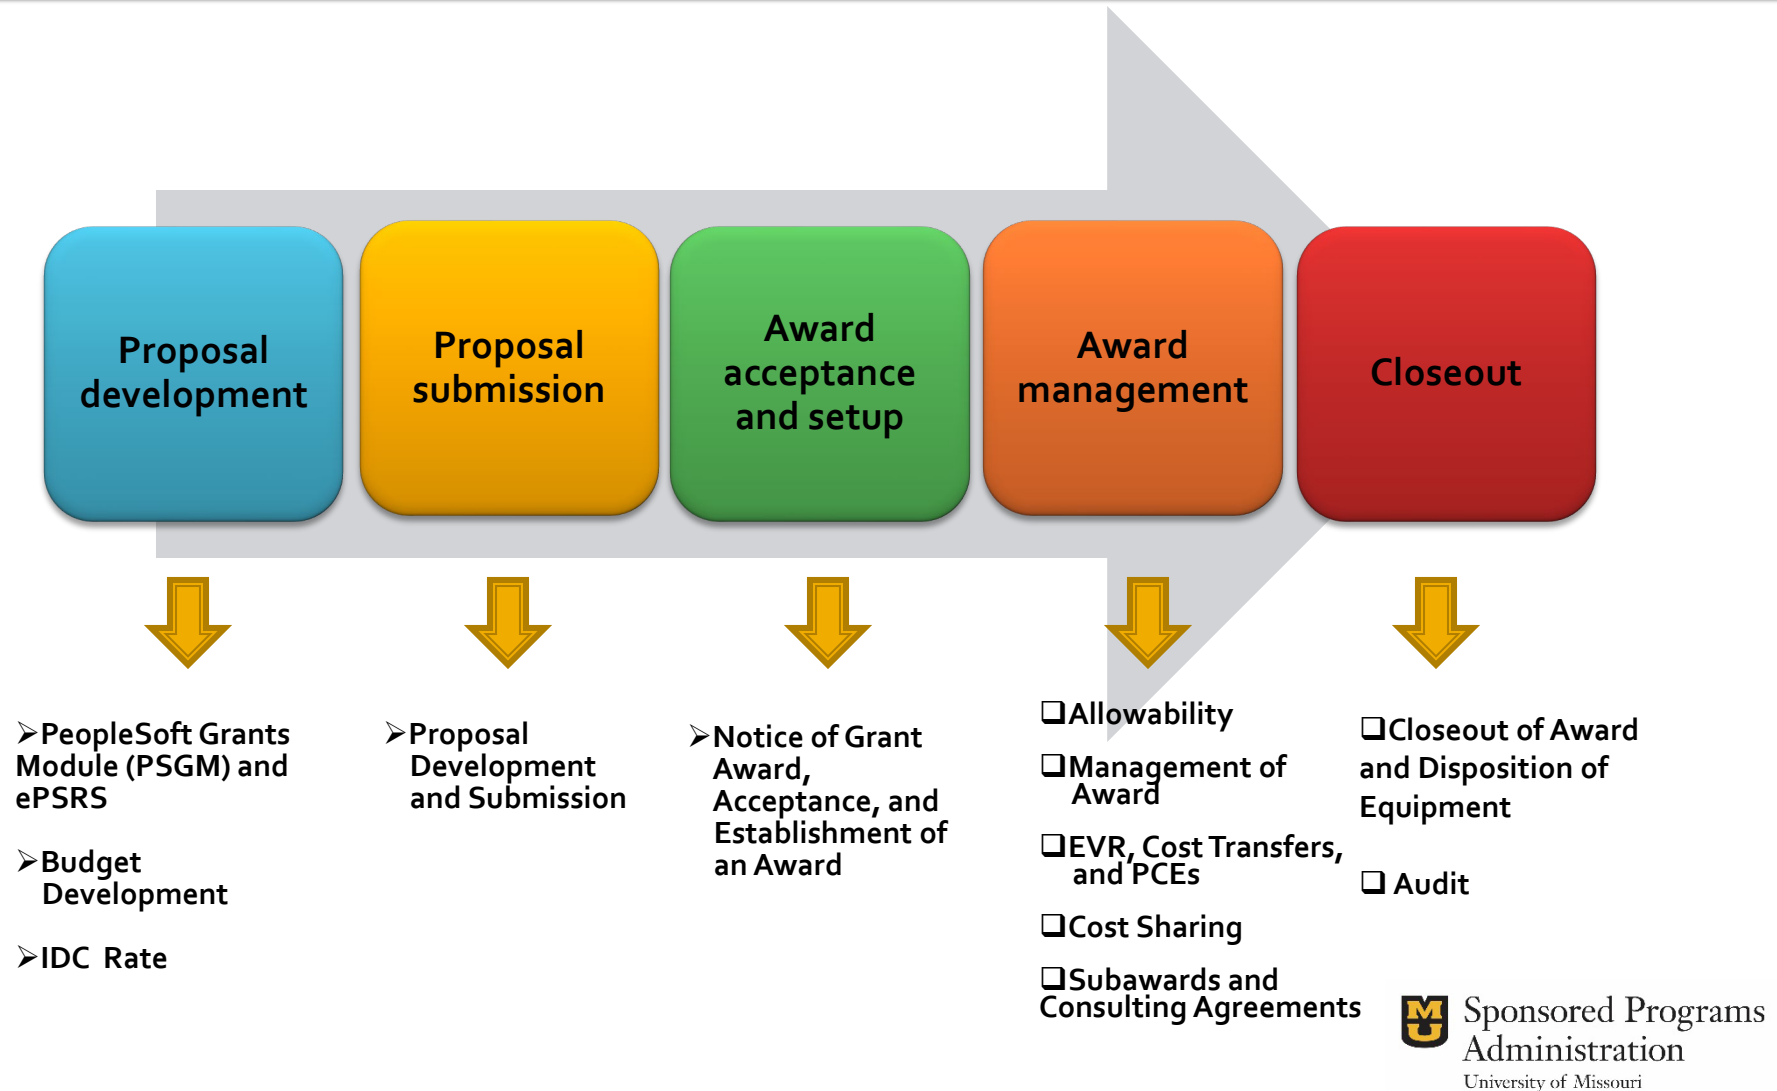 Proposal
development
Proposal
submission
Award
acceptance
and setup
Award
management
Closeout
➢PeopleSoft Grants
Module (PSGM) and
ePSRS
➢Budget
Development
➢IDC Rate
➢Proposal
Development
and Submission
➢Notice of Grant
Award,
Acceptance, and
Establishment of
an Award
❑Allowability
❑Management of
Award
❑EVR, Cost Transfers,
and PCEs
❑Cost Sharing
❑Subawards and
Consulting Agreements
❑Closeout of Award
and Disposition of
Equipment
❑ Audit
MU
Sponsored Programs
Administration
University of Missouri